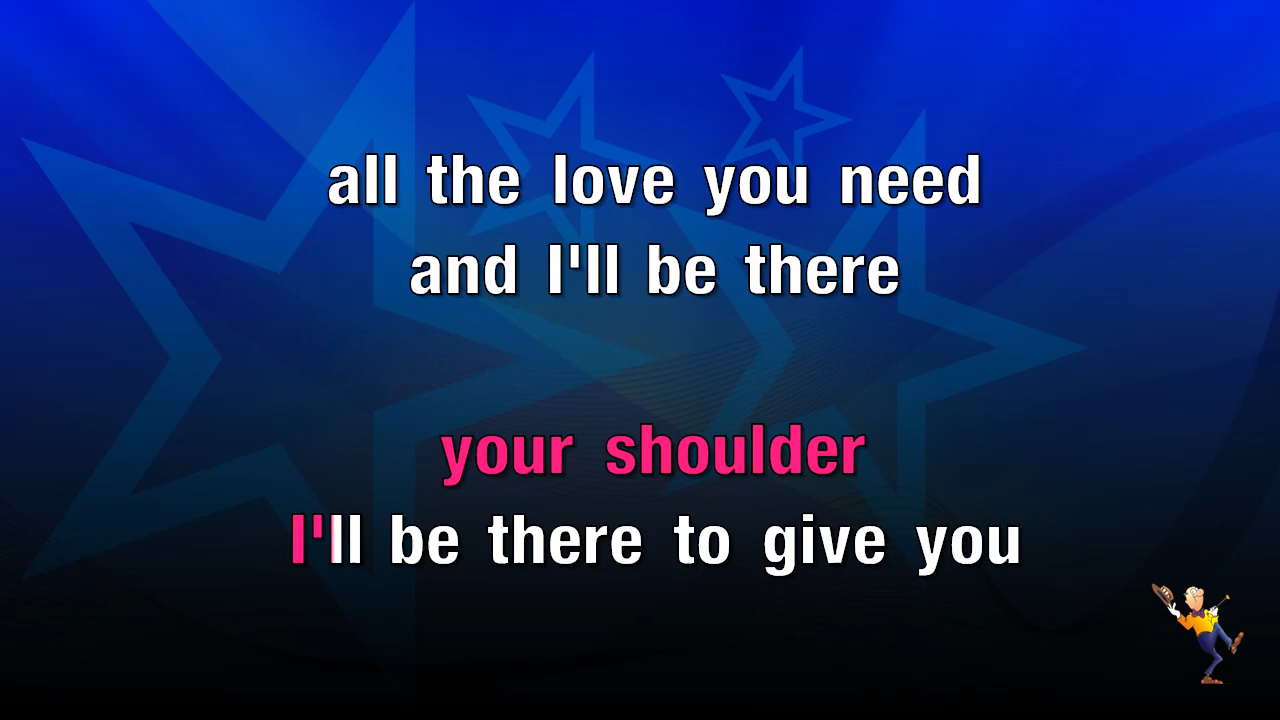 all the love you need
and I'll be there
your shoulder
I'll be there to give you